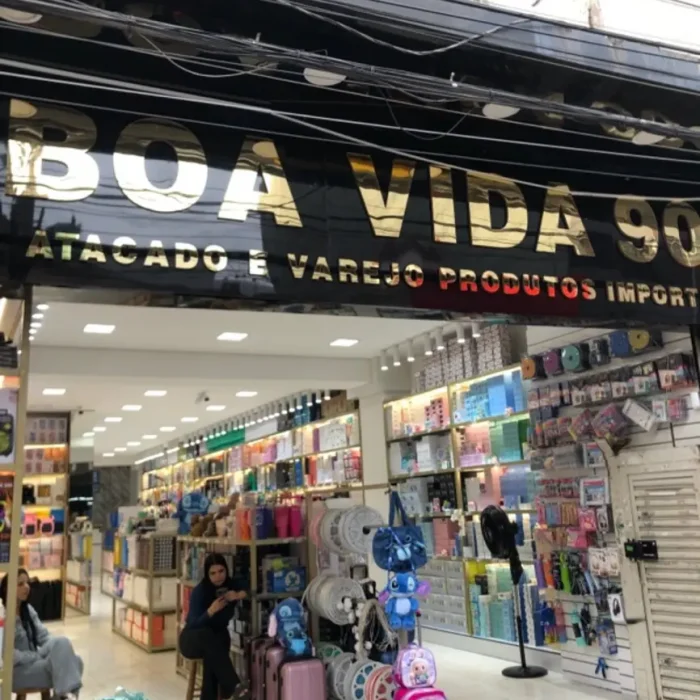 BOA VIDA 90
ATACADO E VAREJO PRODUTOS IMPORT